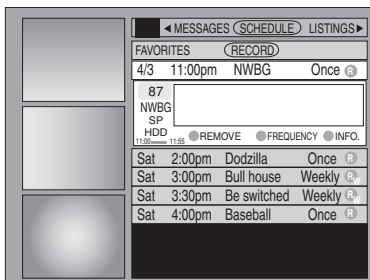 ◀ MESSAGES SCHEDULE LISTINGS ▶
FAVORITES RECORD
4/3 11:00pm NWBG Once R
87
NWBG
SP
HDD
11:00 11:55 REMOVE FREQUENCY INFO.
Sat 2:00pm Dodzilla Once R
Sat 3:00pm Bull house Weekly RW
Sat 3:30pm Be switched Weekly RW
Sat 4:00pm Baseball Once R